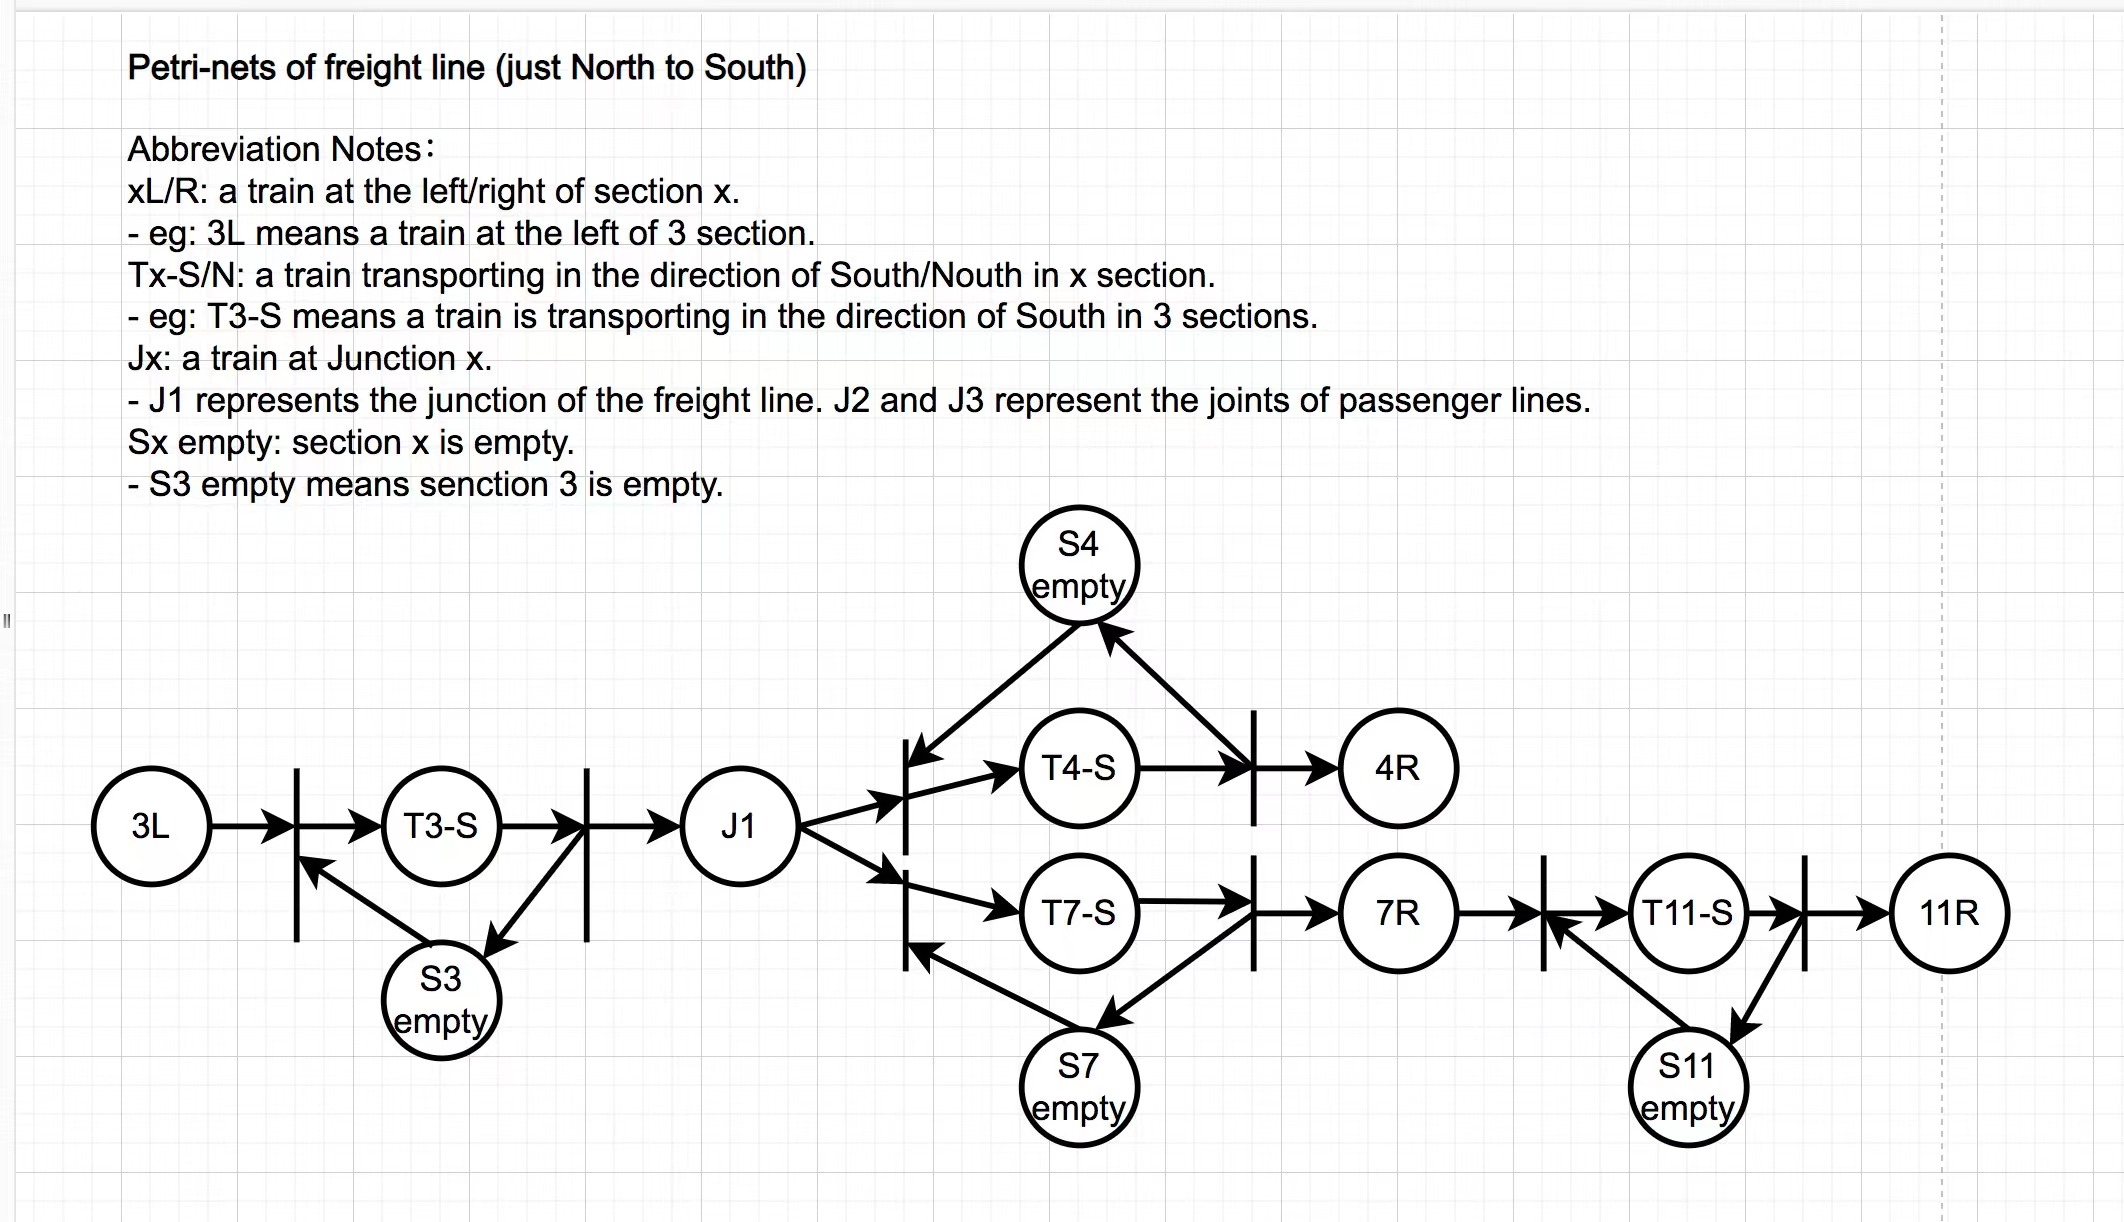 Petri-nets of freight line (just North to South)
Abbreviation Notes：
xL/R: a train at the left/right of section x.
- eg: 3L means a train at the left of 3 section.
Tx-S/N: a train transporting in the direction of South/Nouth in x section.
- eg: T3-S means a train is transporting in the direction of South in 3 sections.
Jx: a train at Junction x.
- J1 represents the junction of the freight line. J2 and J3 represent the joints of passenger lines.
Sx empty: section x is empty.
- S3 empty means senction 3 is empty.
S4
empty
T4-S
4R
3L
T3-S
J1
T7-S
7R
T11-S
11R
S3
empty
S7
empty
S11
empty